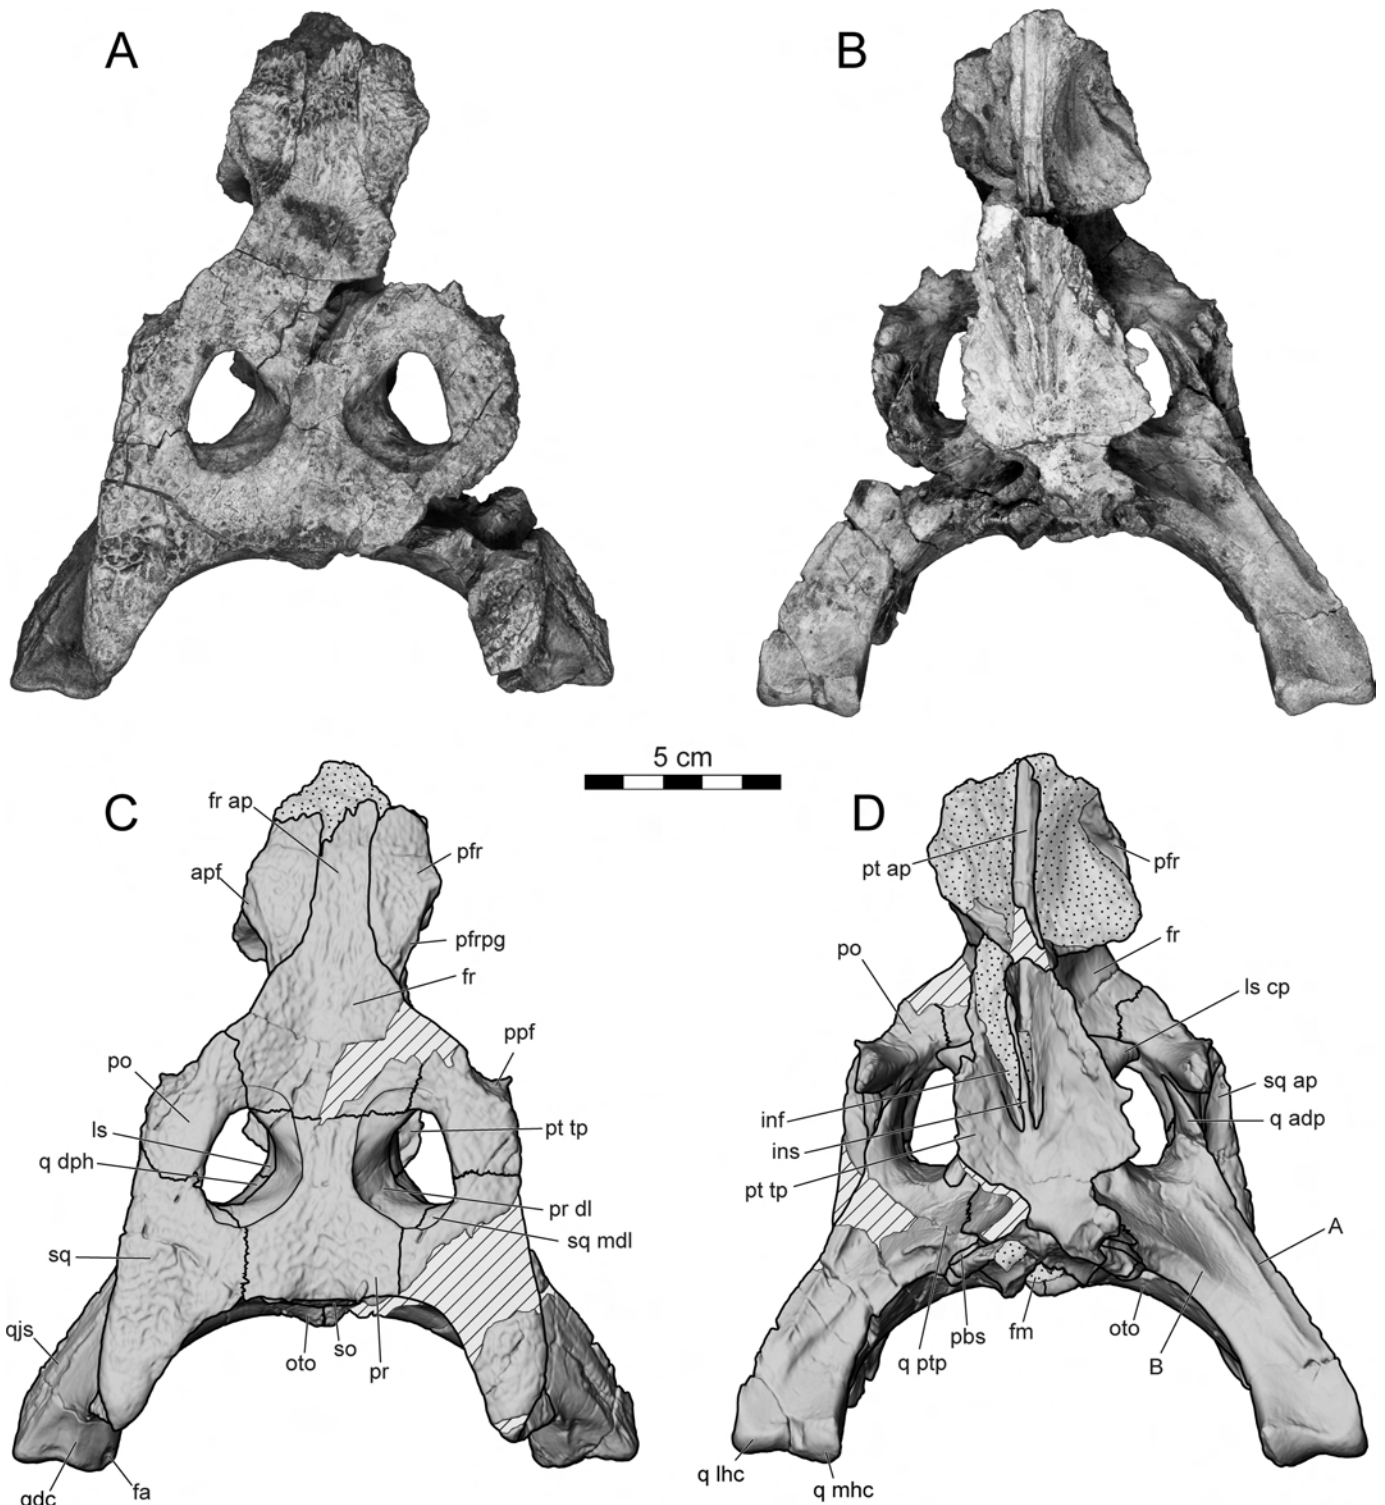 A
B
5 cm
C
D
fr ap
pfr
apf
pfrpg
fr
ppf
po
ls
pt tp
q dph
pr dl
sq mdl
sq
qjs
oto
so
pr
qdc
fa
pt ap
pfr
po
fr
ls cp
sq ap
inf
q adp
ins
pt tp
A
pbs
fm
oto
B
q ptp
q lhc
q mhc